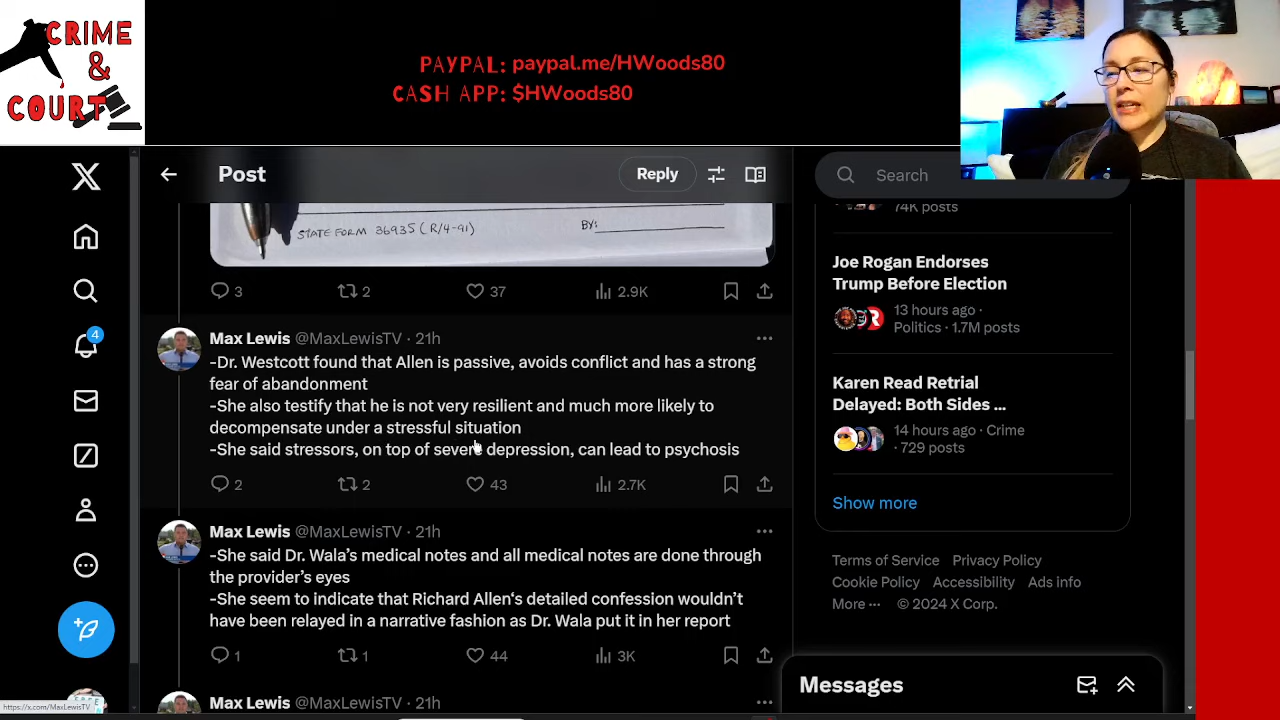 CRIME
&
COURT
PAYPAL: paypal.me/HWoods80
CASH APP: $HWoods80
Post
Reply
Search
74K posts
STATE FORM 36935 (R/4-91)
BY:
3
2
37
2.9K
Joe Rogan Endorses
Trump Before Election
13 hours ago ·
Politics · 1.7M posts
4
Max Lewis @MaxLewisTV · 21h
-Dr. Westcott found that Allen is passive, avoids conflict and has a strong
fear of abandonment
-She also testify that he is not very resilient and much more likely to
decompensate under a stressful situation
-She said stressors, on top of severe depression, can lead to psychosis
2
2
43
2.7K
Karen Read Retrial
Delayed: Both Sides ...
14 hours ago · Crime
· 729 posts
Show more
Max Lewis @MaxLewisTV · 21h
-She said Dr. Wala’s medical notes and all medical notes are done through
the provider’s eyes
-She seem to indicate that Richard Allen‘s detailed confession wouldn’t
have been relayed in a narrative fashion as Dr. Wala put it in her report
1
1
44
3K
Terms of Service Privacy Policy
Cookie Policy Accessibility Ads info
More ··· © 2024 X Corp.
Messages
Max Lewis @MaxLewisTV · 21h
https://x.com/MaxLewisTV